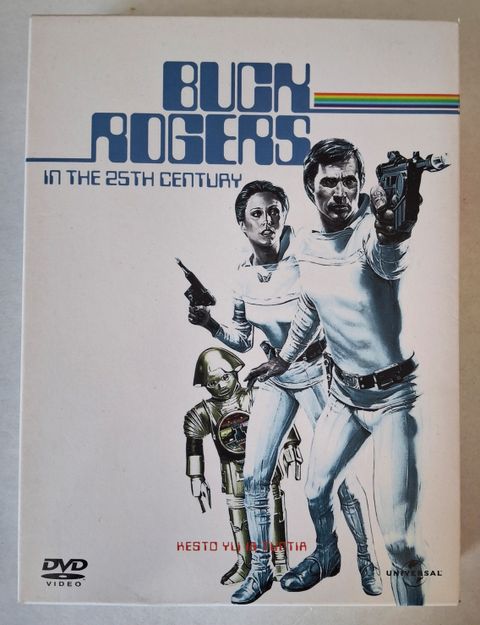 BUCK
ROGERS
IN THE 25TH CENTURY
KESTO YLI
DVD
VIDEO
UNIVERSAL